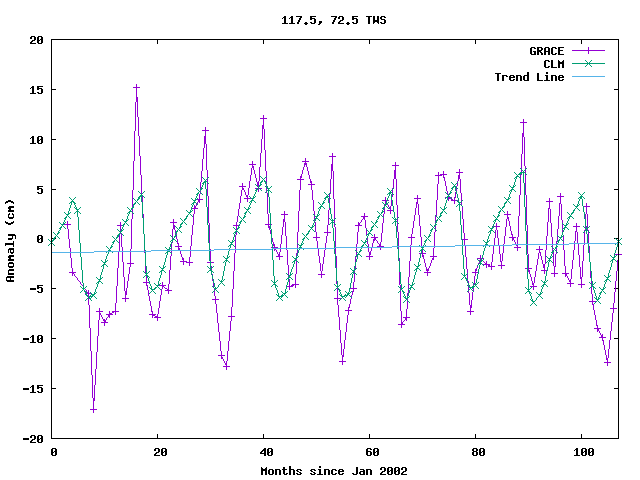 117.5, 72.5 TWS
GRACE
CLM
Trend Line
20
15
10
5
0
-5
-10
-15
-20
Anomaly (cm)
0 20 40 60 80 100
Months since Jan 2002